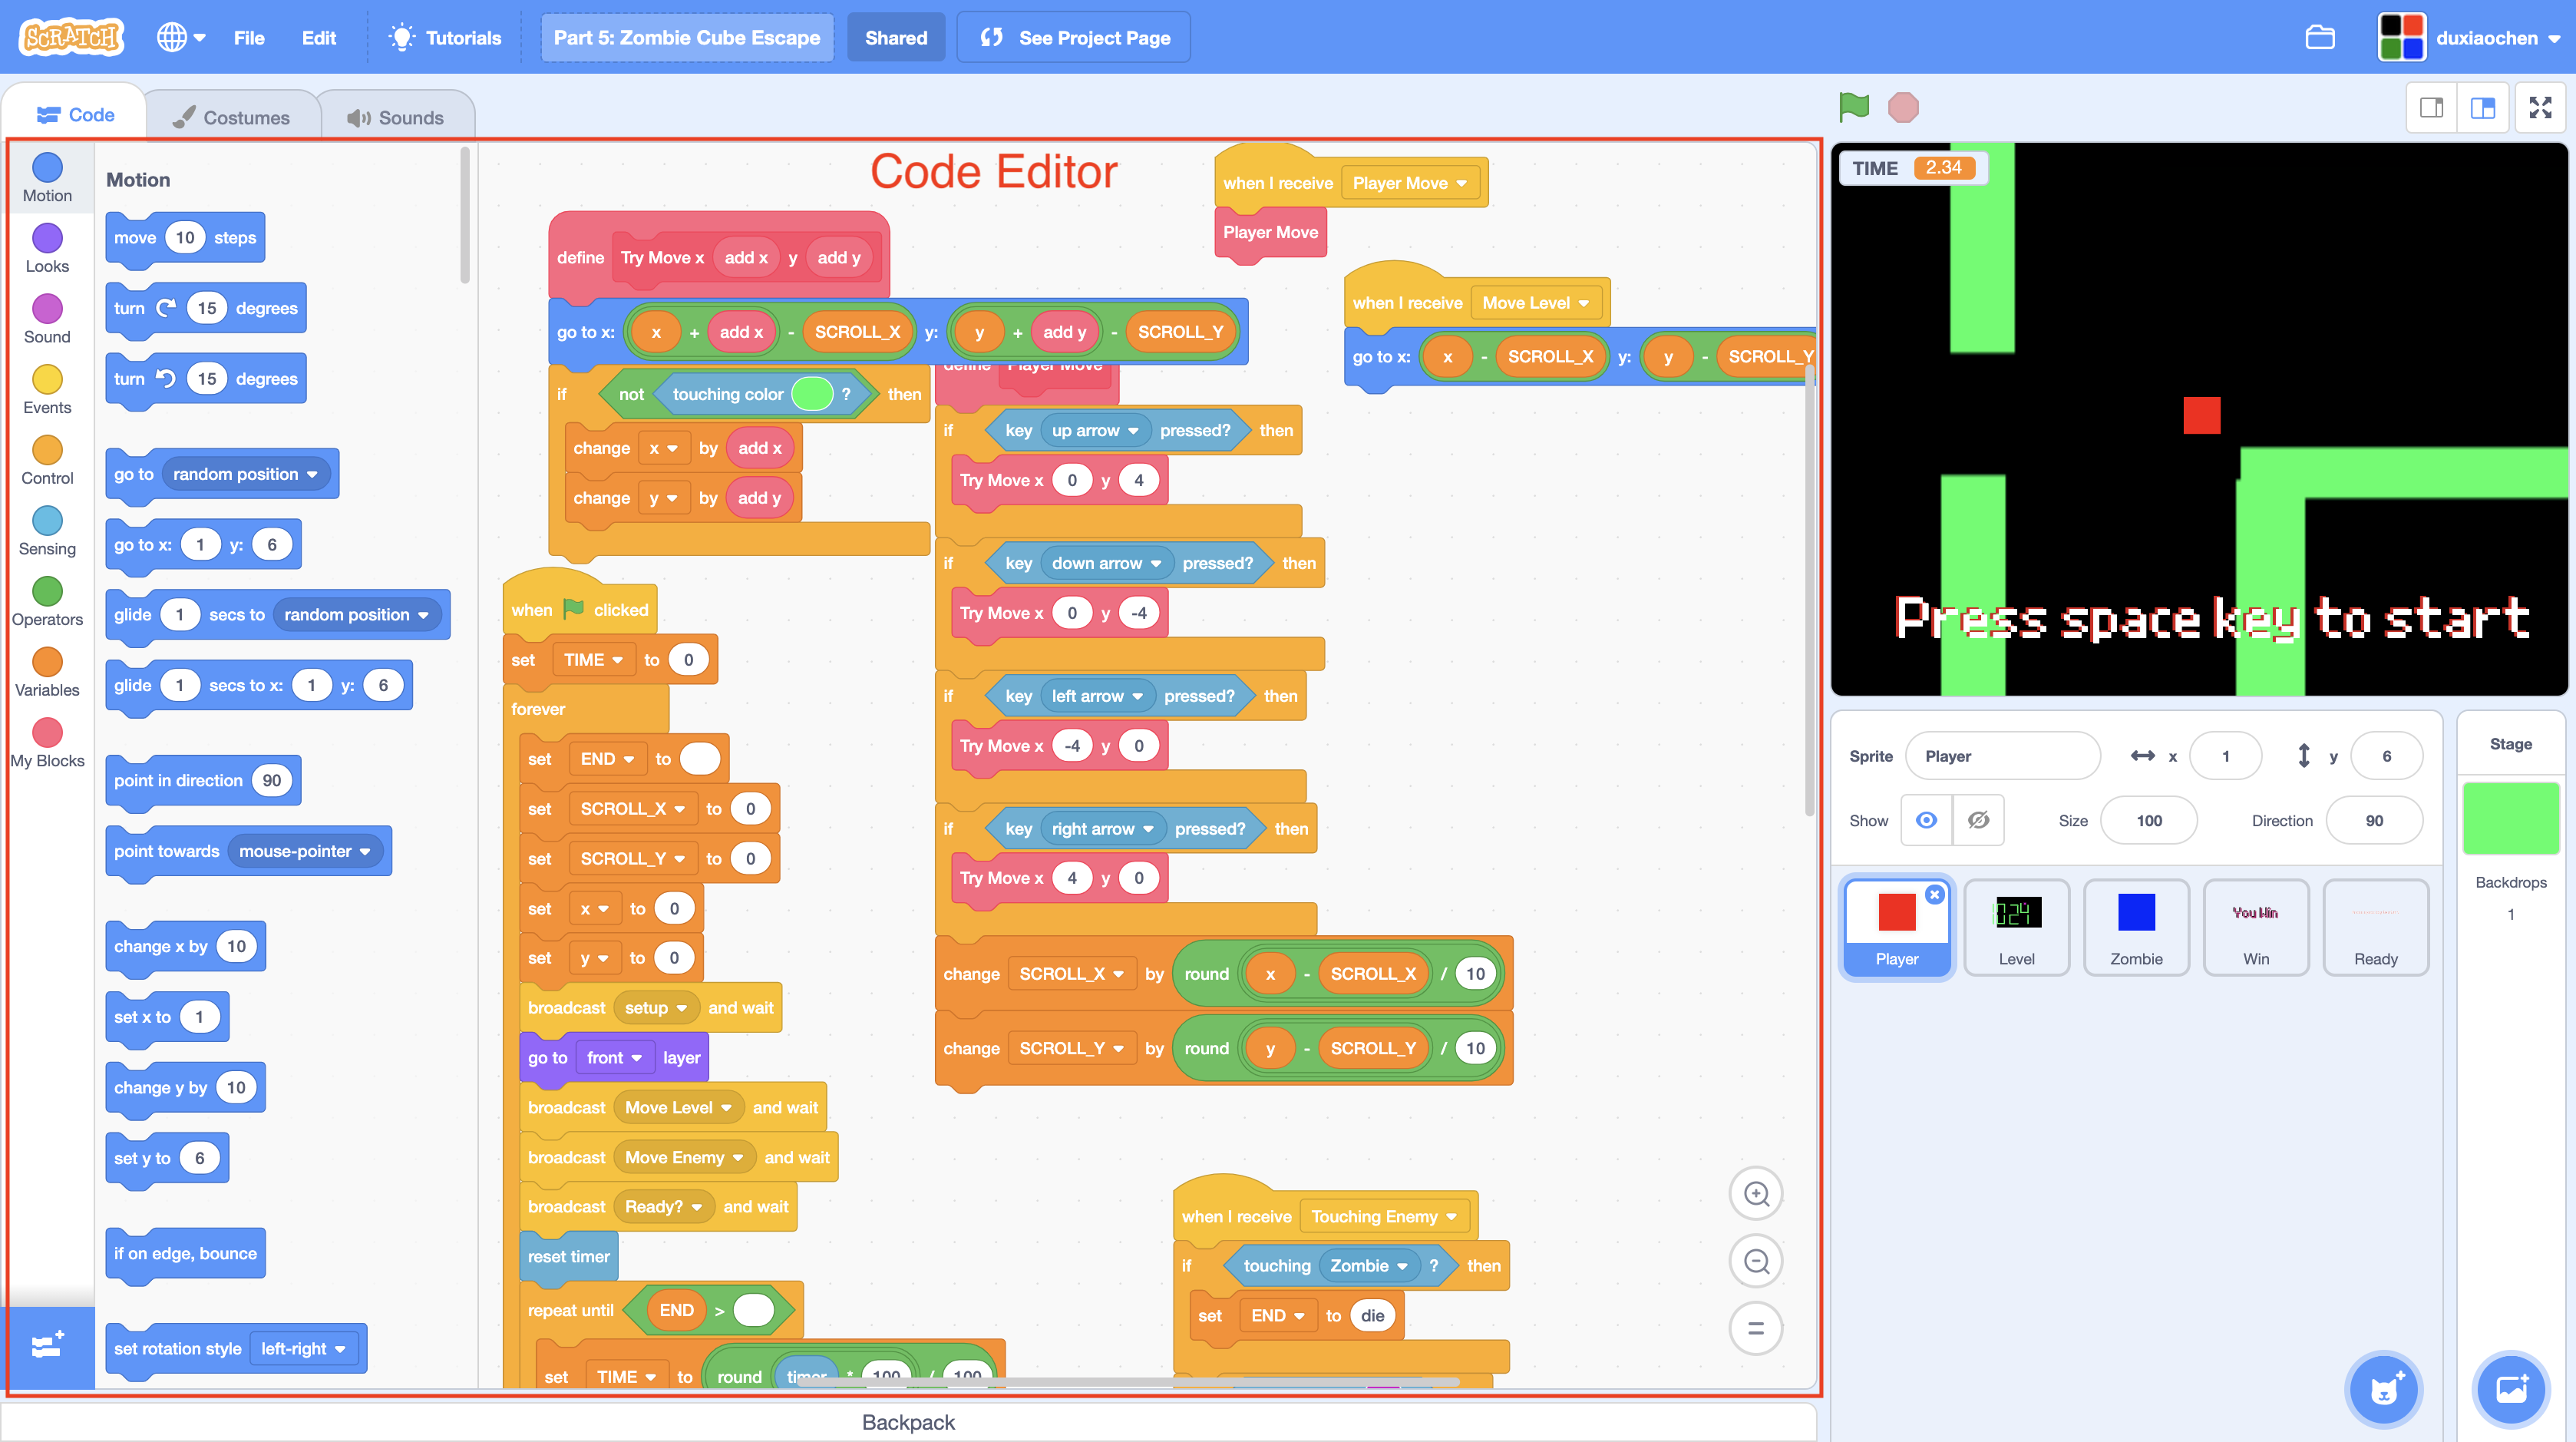 SCRATCH File Edit Tutorials Part 5: Zombie Cube Escape Shared See Project Page duxiaochen
Code Costumes Sounds
Code Editor
Motion
Looks
Sound
Events
Control
Sensing
Operators
Variables
My Blocks
Motion
move 10 steps
turn 15 degrees
turn 15 degrees
go to random position
go to x: 1 y: 6
glide 1 secs to random position
glide 1 secs to x: 1 y: 6
point in direction 90
point towards mouse-pointer
change x by 10
set x to 1
change y by 10
set y to 6
if on edge, bounce
set rotation style left-right
define Try Move x add x y add y
go to x: x + add x - SCROLL_X y: y + add y - SCROLL_Y
if not touching color ? then
change x by add x
change y by add y
when clicked
set TIME to 0
forever
set END to
set SCROLL_X to 0
set SCROLL_Y to 0
set x to 0
set y to 0
broadcast setup and wait
go to front layer
broadcast Move Level and wait
broadcast Move Enemy and wait
broadcast Ready? and wait
reset timer
repeat until END >
set TIME to round timer * 100 / 100
define Player Move
if key up arrow pressed? then
Try Move x 0 y 4
if key down arrow pressed? then
Try Move x 0 y -4
if key left arrow pressed? then
Try Move x -4 y 0
if key right arrow pressed? then
Try Move x 4 y 0
change SCROLL_X by round x - SCROLL_X / 10
change SCROLL_Y by round y - SCROLL_Y / 10
when I receive Player Move
Player Move
when I receive Move Level
go to x: x - SCROLL_X y: y - SCROLL_Y
when I receive Touching Enemy
if touching Zombie ? then
set END to die
Backpack
TIME 2.34
Press space key to start
Sprite Player x 1 y 6
Show Size 100 Direction 90
You Win
Player Level Zombie Win Ready
Stage
Backdrops
1